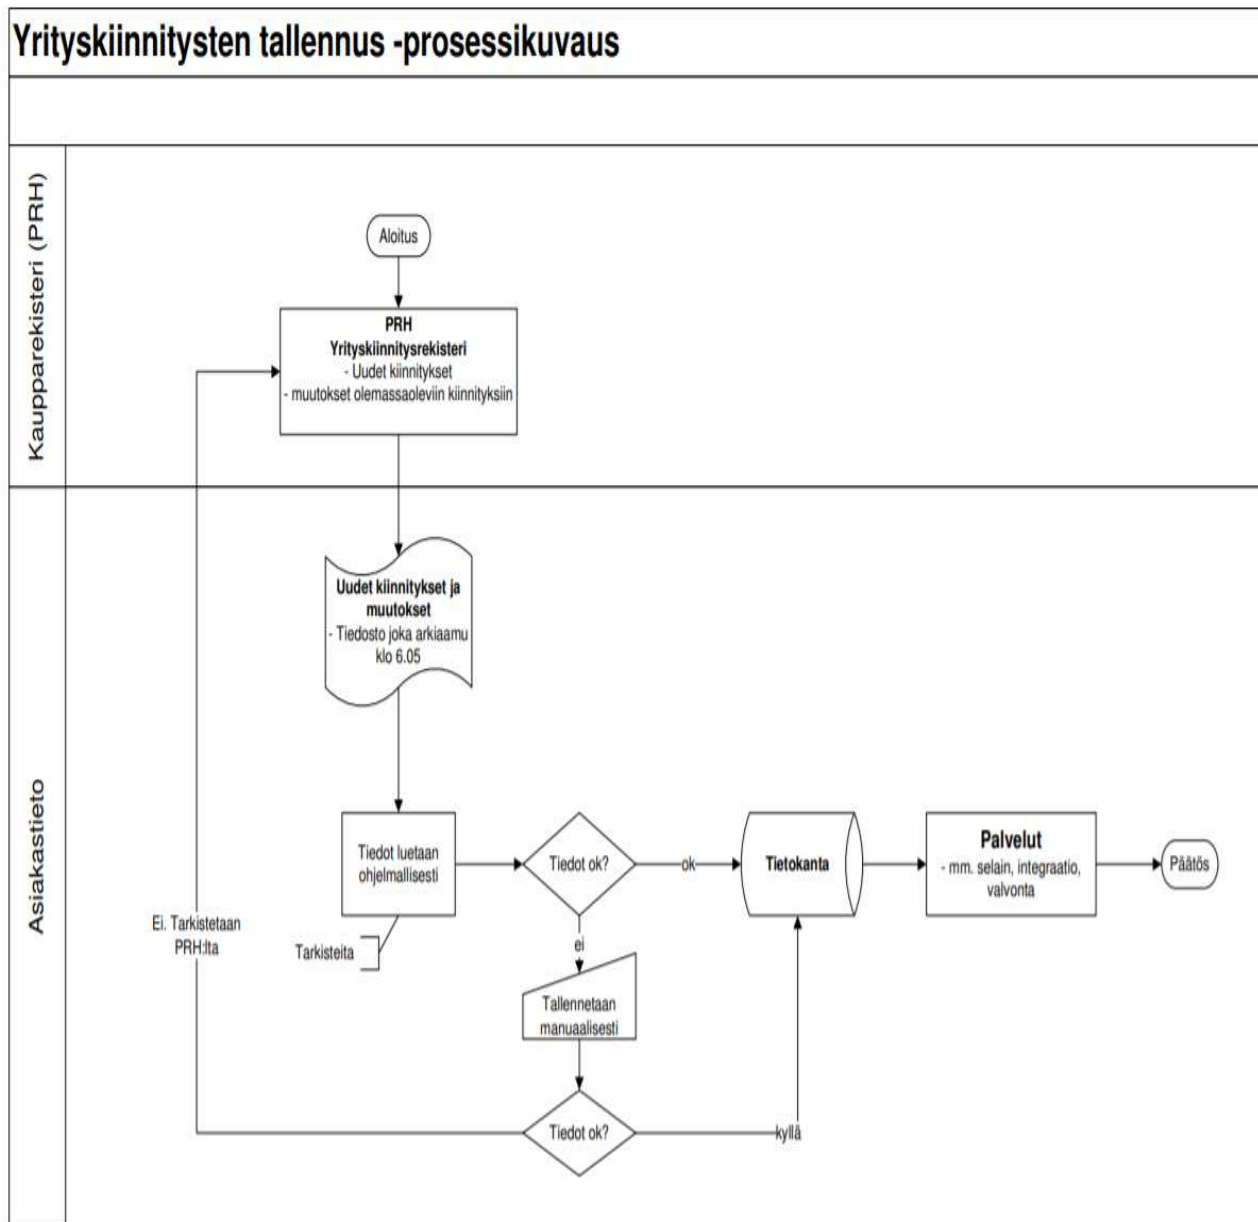 Yrityskiinnitysten tallennus -prosessikuvaus
Kaupparekisteri (PRH)
Aloitus
PRH
Yrityskiinnitysrekisteri
- Uudet kiinnitykset
- muutokset olemassaoleviin kiinnityksiin
Asiakastieto
Uudet kiinnitykset ja
muutokset
- Tiedosto joka arkiaamu
klo 6.05
Tiedot luetaan
ohjelmallisesti
Tarkisteita
Tiedot ok?
ok
Tietokanta
Palvelut
- mm. selain, integraatio,
valvonta
Päätös
ei
Tallennetaan
manuaalisesti
Tiedot ok?
kyllä
Ei. Tarkistetaan
PRH:lta